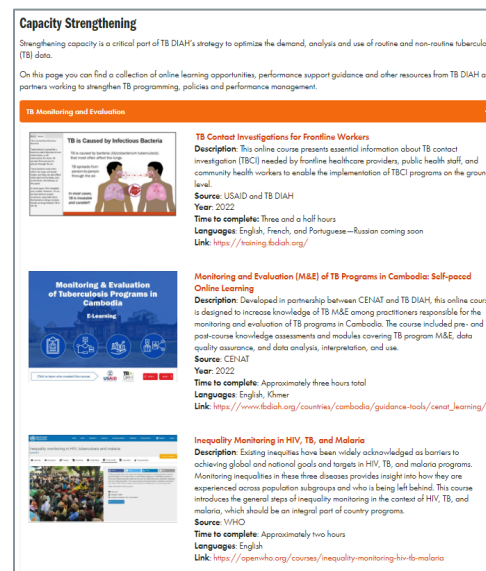 Capacity Strengthening
Strengthening capacity is a critical part of TB DIAH's strategy to optimize the demand, analysis and use of routine and non-routine
(TB) data.
On this page you can find a collection of online learning opportunities, performance support guidance and other resources from TB DIAH
partners working to strengthen TB programming, policies and performance management.
TB Monitoring and Evaluation
TB is Caused by Infectious Bacteria
TB Contact Investigations for Frontline Workers
Description: This online course presents essential information about TB contact
investigation (TBCI) needed by frontline healthcare providers, public health staff, and
community health workers to enable the implementation of TBCI programs on the ground
level.
Source: USAID and TB DIAH
Year: 2022
Time to complete: Three and a half hours
Languages: English, French, and Portuguese—Russian coming soon
Link: https://training.tbdiah.org/
Monitoring & Evaluation
of Tuberculosis Programs in
Cambodia
E-Learning
USAID
Monitoring and Evaluation (M&E) of TB Programs in Cambodia: Self-paced
Online Learning
Description: Developed in partnership between CENAT and TB DIAH, this online course
is designed to increase knowledge of TB M&E among practitioners responsible for the
monitoring and evaluation of TB programs in Cambodia. The course included pre- and
post-course knowledge assessments and modules covering TB program M&E, data
quality assurance, and data analysis, interpretation, and use.
Source: CENAT
Year: 2022
Time to complete: Approximately three hours total
Languages: English, Khmer
Link: https://www.tbdiah.org/countries/cambodia/guidance-tools/cenat_learning/
Inequality Monitoring in HIV, TB, and Malaria
Description: Existing inequities have been widely acknowledged as barriers to
achieving global and national goals and targets in HIV, TB, and malaria programs.
Monitoring inequalities in these three diseases provides insight into how they are
experienced across population subgroups and who is being left behind. This course
introduces the general steps of inequality monitoring in the context of HIV, TB, and
malaria, which should be an integral part of country programs.
Source: WHO
Time to complete: Approximately two hours
Languages: English
Link: https://openwho.org/courses/inequality-monitoring-hiv-tb-malaria